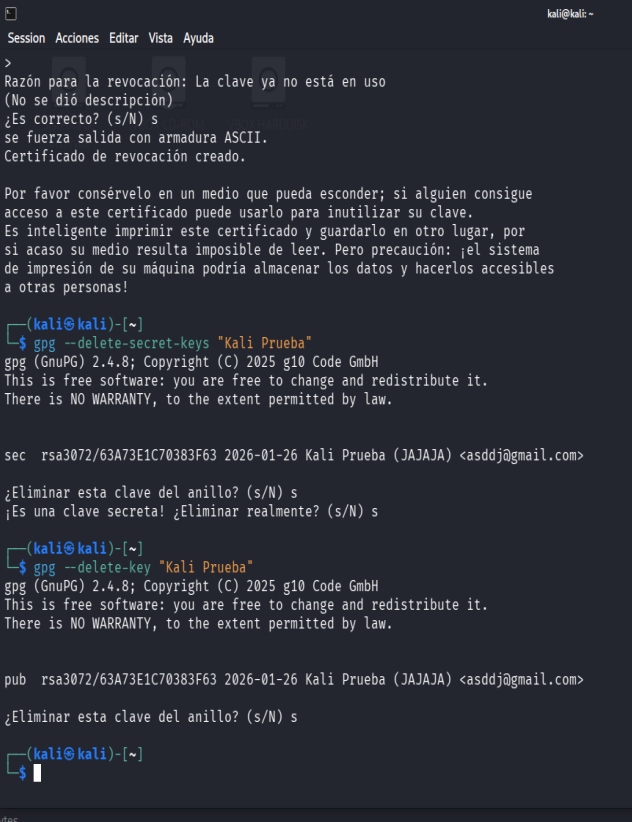 kali@kali: ~
Session Acciones Editar Vista Ayuda
>
Razón para la revocación: La clave ya no está en uso
(No se dió descripción)
¿Es correcto? (s/N) s
se fuerza salida con armadura ASCII.
Certificado de revocación creado.
Por favor consérvelo en un medio que pueda esconder; si alguien consigue
acceso a este certificado puede usarlo para inutilizar su clave.
Es inteligente imprimir este certificado y guardarlo en otro lugar, por
si acaso su medio resulta imposible de leer. Pero precaución: ¡el sistema
de impresión de su máquina podría almacenar los datos y hacerlos accesibles
a otras personas!
┌──(kali㉿kali)-[~]
└─$ gpg --delete-secret-keys "Kali Prueba"
gpg (GnuPG) 2.4.8; Copyright (C) 2025 g10 Code GmbH
This is free software: you are free to change and redistribute it.
There is NO WARRANTY, to the extent permitted by law.
sec rsa3072/63A73E1C70383F63 2026-01-26 Kali Prueba (JAJAJA) <asddj@gmail.com>
¿Eliminar esta clave del anillo? (s/N) s
¡Es una clave secreta! ¿Eliminar realmente? (s/N) s
┌──(kali㉿kali)-[~]
└─$ gpg --delete-key "Kali Prueba"
gpg (GnuPG) 2.4.8; Copyright (C) 2025 g10 Code GmbH
This is free software: you are free to change and redistribute it.
There is NO WARRANTY, to the extent permitted by law.
pub rsa3072/63A73E1C70383F63 2026-01-26 Kali Prueba (JAJAJA) <asddj@gmail.com>
¿Eliminar esta clave del anillo? (s/N) s
┌──(kali㉿kali)-[~]
└─$